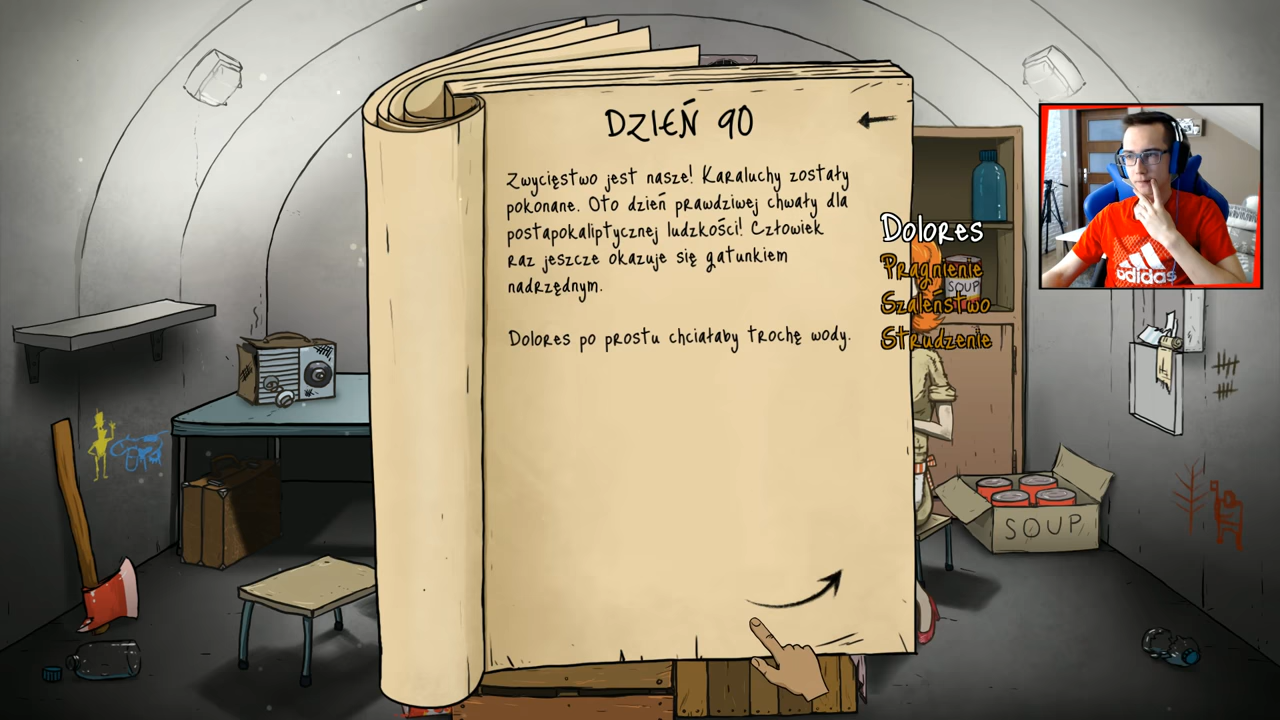 DZIEŃ 90
Zwycięstwo jest nasze! Karaluchy zostały
pokonane. Oto dzień prawdziwej chwały dla
postapokaliptycznej ludzkości! Człowiek
raz jeszcze okazuje się gatunkiem
nadrzędnym.
Dolores po prostu chciałaby trochę wody.
Dolores
Pragnienie
Szaleństwo
Strudzenie
SOUP
SOUP
adidas